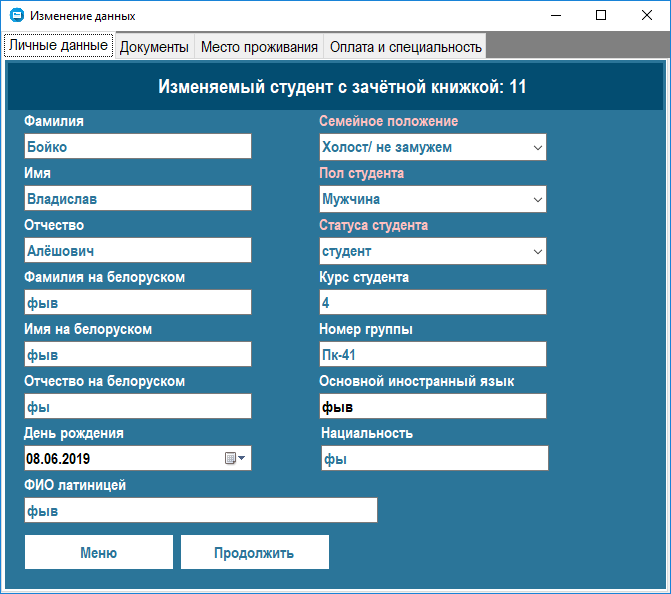 Изменение данных
Личные данные Документы Место проживания Оплата и специальность
Изменяемый студент с зачётной книжкой: 11
Фамилия
Бойко
Имя
Владислав
Отчество
Алёшович
Фамилия на белоруском
фыв
Имя на белоруском
фыв
Отчество на белоруском
фы
День рождения
08.06.2019
ФИО латиницей
фыв
Семейное положение
Холост/ не замужем
Пол студента
Мужчина
Статуса студента
студент
Курс студента
4
Номер группы
Пк-41
Основной иностранный язык
фыв
Нациальность
фы
Меню Продолжить